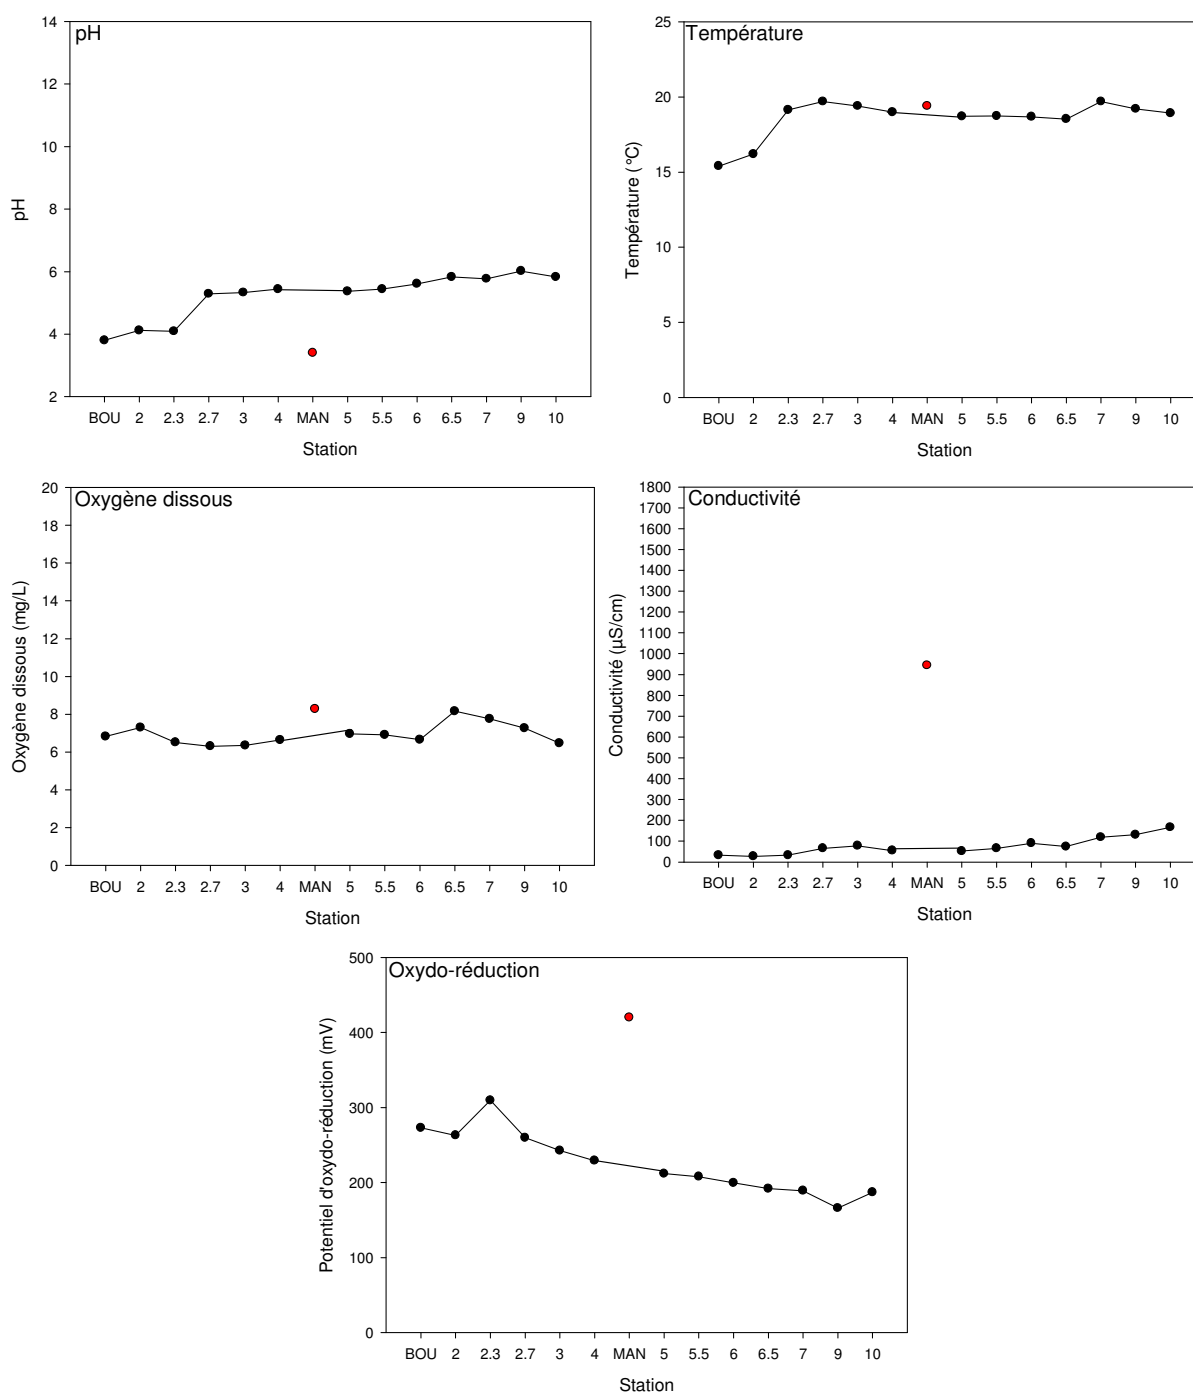 pH
14
12
10
8
6
4
2
pH
BOU 2 2.3 2.7 3 4 MAN 5 5.5 6 6.5 7 9 10
Station
Température
25
20
15
10
5
0
Température (°C)
BOU 2 2.3 2.7 3 4 MAN 5 5.5 6 6.5 7 9 10
Station
Oxygène dissous
20
18
16
14
12
10
8
6
4
2
0
Oxygène dissous (mg/L)
BOU 2 2.3 2.7 3 4 MAN 5 5.5 6 6.5 7 9 10
Station
Conductivité
1800
1700
1600
1500
1400
1300
1200
1100
1000
900
800
700
600
500
400
300
200
100
0
Conductivité (µS/cm)
BOU 2 2.3 2.7 3 4 MAN 5 5.5 6 6.5 7 9 10
Station
Oxydo-réduction
500
400
300
200
100
0
Potentiel d'oxydo-réduction (mV)
BOU 2 2.3 2.7 3 4 MAN 5 5.5 6 6.5 7 9 10
Station